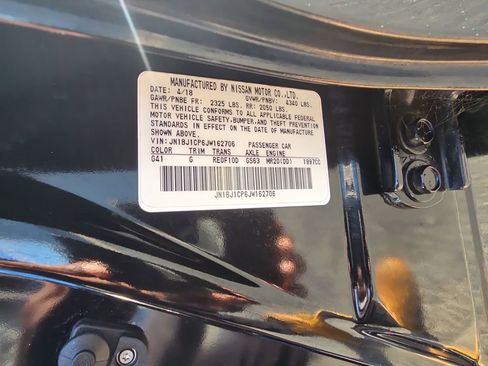 MANUFACTURED BY NISSAN MOTOR CO.,LTD.
DATE: 4/18 GVWR/PNBV: 4340 LBS.
GAWR/PNBE FR: 2325 LBS. RR: 2050 LBS.
THIS VEHICLE CONFORMS TO ALL APPLICABLE FEDERAL
MOTOR VEHICLE SAFETY,BUMPER,AND THEFT PREVENTION
STANDARDS IN EFFECT ON THE DATE OF MANUFACTURE
SHOWN ABOVE.
VIN: JN1BJ1CP6JW162706 PASSENGER CAR
COLOR TRIM TRANS AXLE ENGINE
G41 G RE0F10D GS63 MR20(DD) 1997CC
JN1BJ1CP6JW162706